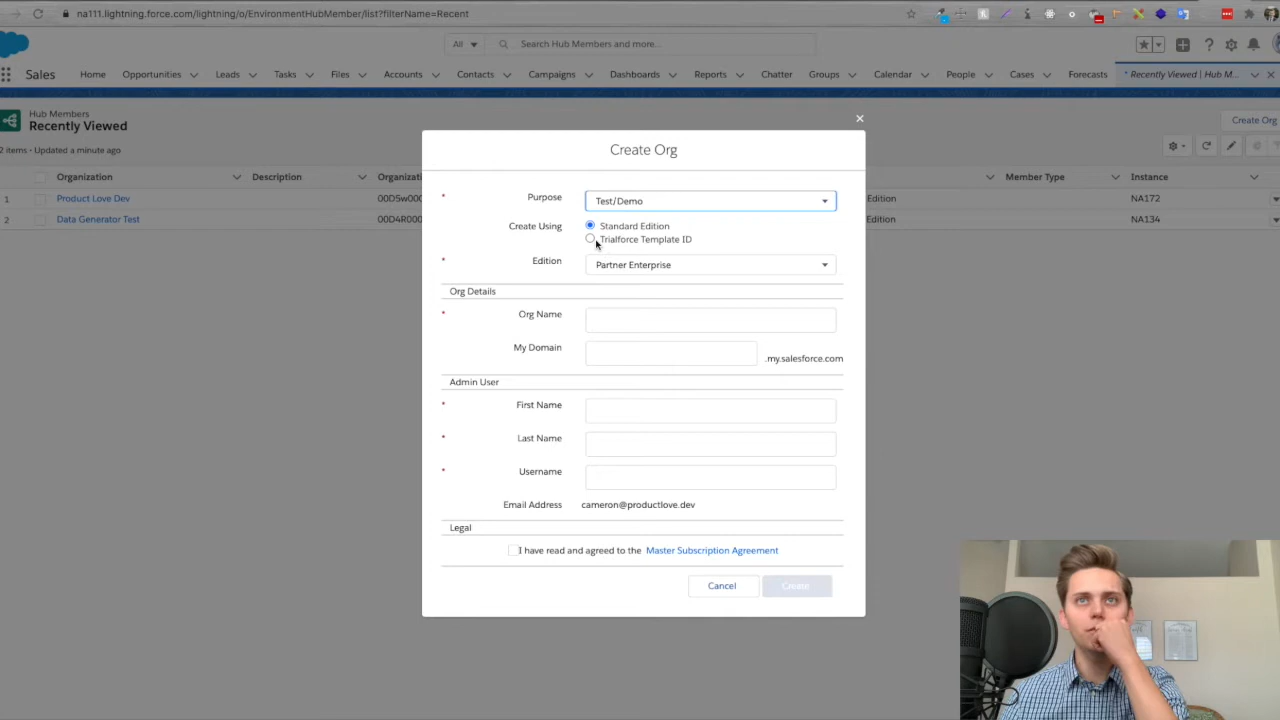 na111.lightning.force.com/lightning/o/EnvironmentHubMember/list?filterName=Recent
All Search Hub Members and more...
Sales Home Opportunities Leads Tasks Files Accounts Contacts Campaigns Dashboards Reports Chatter Groups Calendar People Cases Forecasts * Recently Viewed | Hub M...
Hub Members
Recently Viewed
Create Org
2 items - Updated a minute ago
Organization Description Organizati Member Type Instance
1 Product Love Dev 00D5w000 Edition NA172
2 Data Generator Test 00D4R000 Edition NA134
Create Org
* Purpose Test/Demo
Create Using Standard Edition
Trialforce Template ID
* Edition Partner Enterprise
Org Details
* Org Name
My Domain .my.salesforce.com
Admin User
* First Name
* Last Name
* Username
Email Address cameron@productlove.dev
Legal
I have read and agreed to the Master Subscription Agreement
Cancel Create